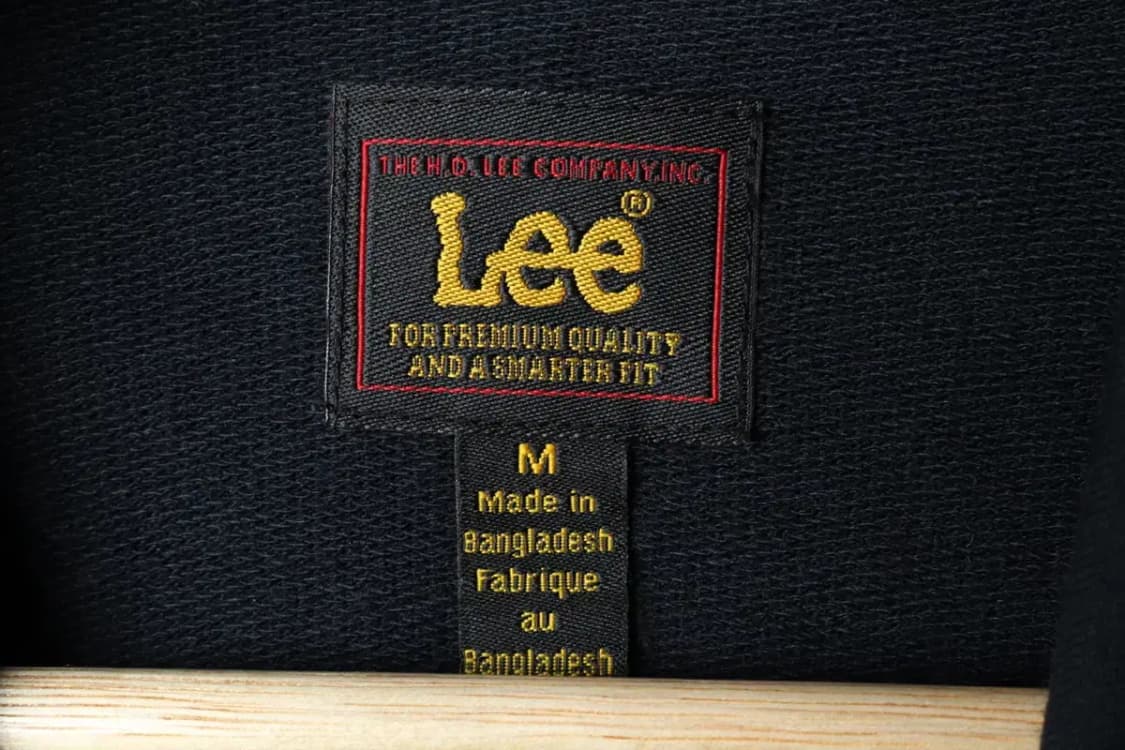 THE H.D. LEE COMPANY,INC.
Lee®
FOR PREMIUM QUALITY
AND A SMARTER FIT
M
Made in
Bangladesh
Fabrique
au
Bangladesh